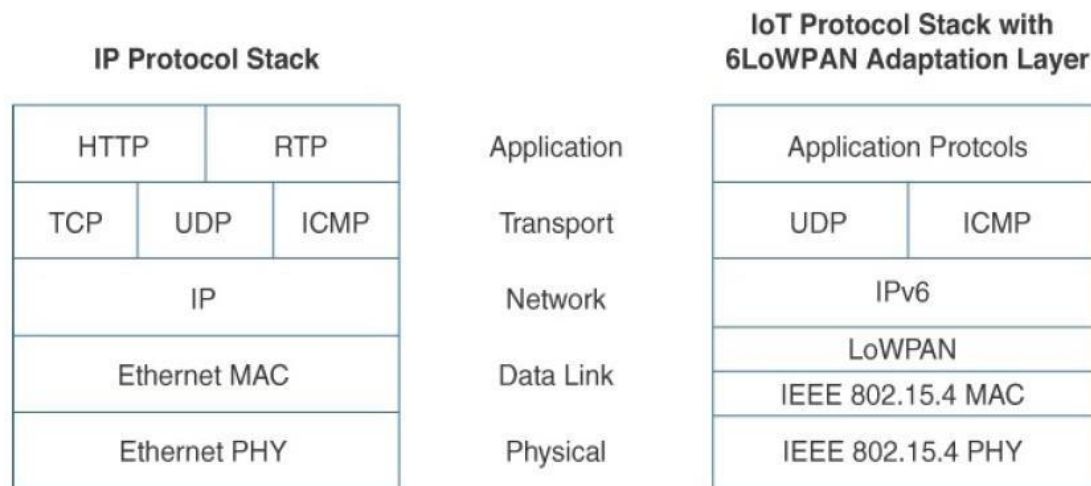 IP Protocol Stack
IoT Protocol Stack with
6LoWPAN Adaptation Layer
HTTP RTP Application Application Protcols
TCP UDP ICMP Transport UDP ICMP
IP Network IPv6
LoWPAN
Ethernet MAC Data Link
IEEE 802.15.4 MAC
Ethernet PHY Physical IEEE 802.15.4 PHY